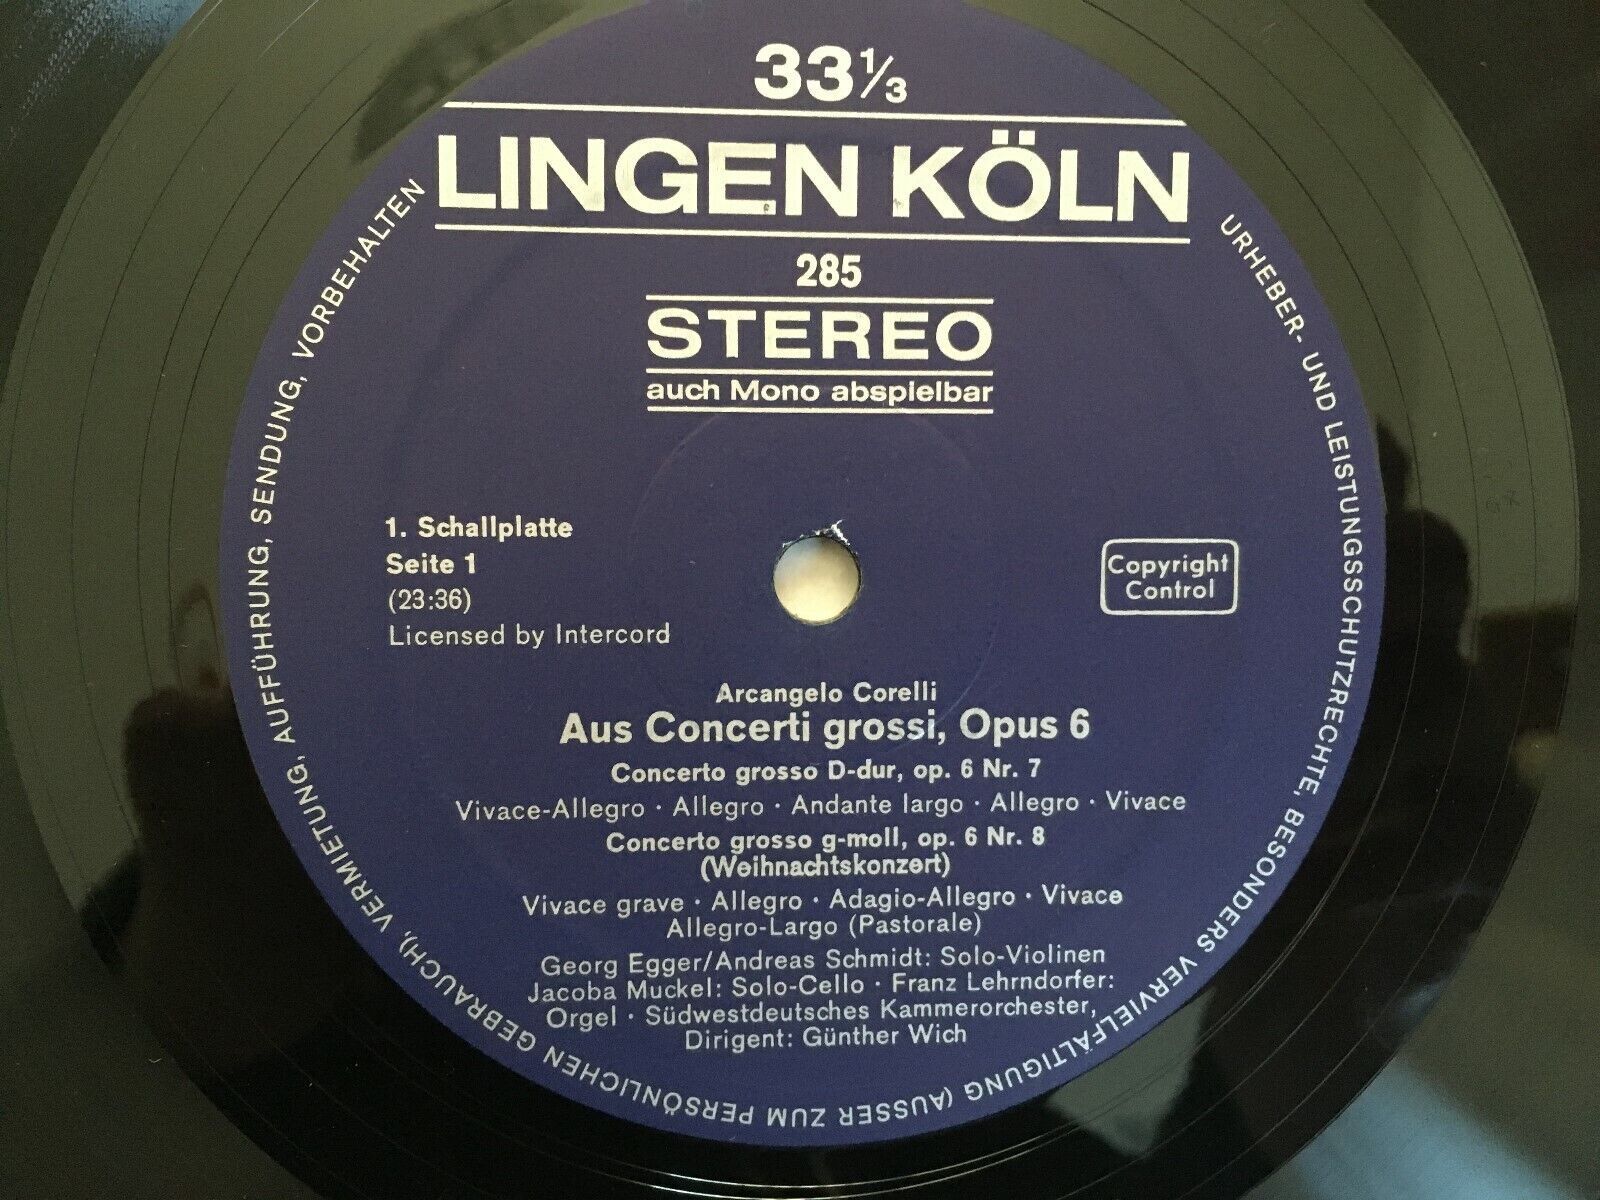 33⅓
LINGEN KÖLN
285
STEREO
auch Mono abspielbar
1. Schallplatte
Seite 1
(23:36)
Licensed by Intercord
Copyright
Control
Arcangelo Corelli
Aus Concerti grossi, Opus 6
Concerto grosso D-dur, op. 6 Nr. 7
Vivace-Allegro · Allegro · Andante largo · Allegro · Vivace
Concerto grosso g-moll, op. 6 Nr. 8
(Weihnachtskonzert)
Vivace grave · Allegro · Adagio-Allegro · Vivace
Allegro-Largo (Pastorale)
Georg Egger/Andreas Schmidt: Solo-Violinen
Jacoba Muckel: Solo-Cello · Franz Lehrndorfer:
Orgel · Südwestdeutsches Kammerorchester,
Dirigent: Günther Wich
URHEBER- UND LEISTUNGSSCHUTZRECHTE, BESONDERS VERVIELFÄLTIGUNG (AUSSER ZUM PERSÖNLICHEN GEBRAUCH), VERMIETUNG, AUFFÜHRUNG, SENDUNG, VORBEHALTEN